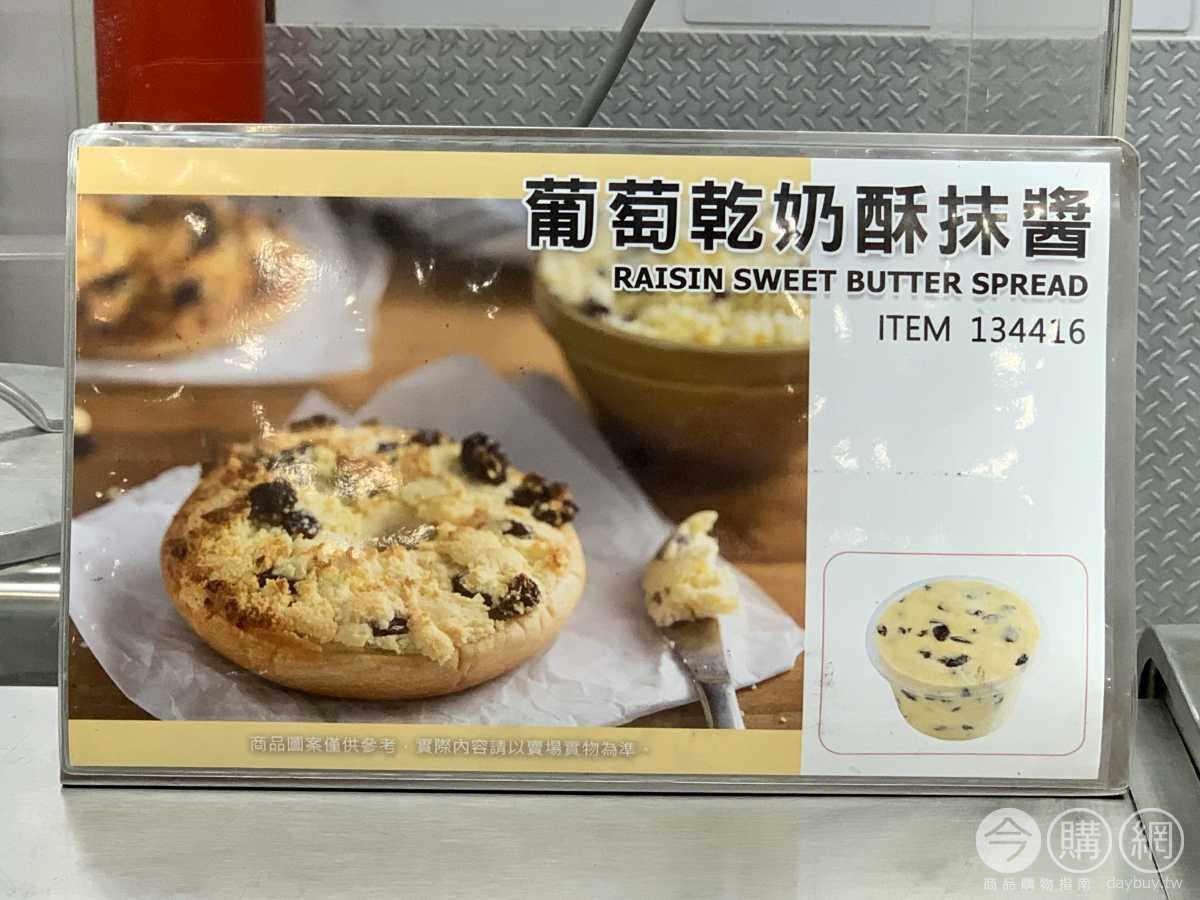 葡萄乾奶酥抹醬
RAISIN SWEET BUTTER SPREAD
ITEM 134416
商品圖案僅供參考，實際內容請以賣場實物為準。
今購網
商品購物指南 daybuy.tw